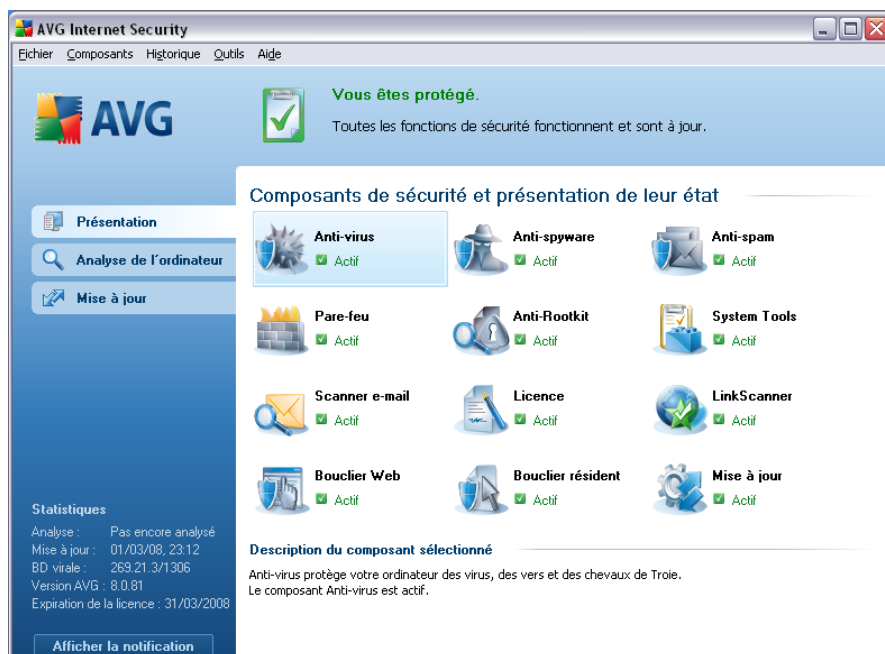 AVG Internet Security
Fichier Composants Historique Outils Aide
AVG
Vous êtes protégé.
Toutes les fonctions de sécurité fonctionnent et sont à jour.
Présentation
Analyse de l'ordinateur
Mise à jour
Composants de sécurité et présentation de leur état
Anti-virus
Actif
Anti-spyware
Actif
Anti-spam
Actif
Pare-feu
Actif
Anti-Rootkit
Actif
System Tools
Actif
Scanner e-mail
Actif
Licence
Actif
LinkScanner
Actif
Bouclier Web
Actif
Bouclier résident
Actif
Mise à jour
Actif
Statistiques
Analyse : Pas encore analysé
Mise à jour : 01/03/08, 23:12
BD virale : 269.21.3/1306
Version AVG : 8.0.81
Expiration de la licence : 31/03/2008
Afficher la notification
Description du composant sélectionné
Anti-virus protège votre ordinateur des virus, des vers et des chevaux de Troie.
Le composant Anti-virus est actif.